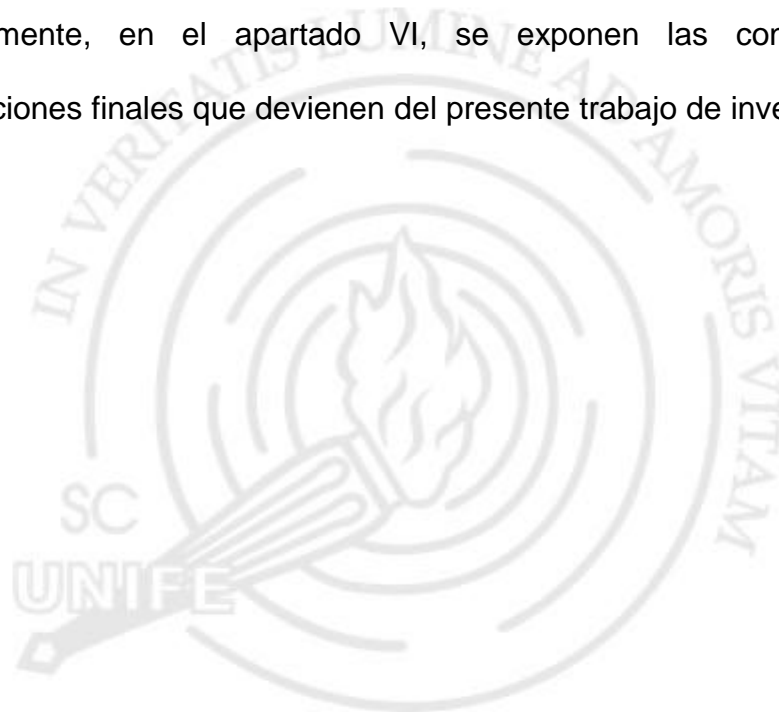 mente, en el apartado VI, se exponen las con
ciones finales que devienen del presente trabajo de inve
IN VERITATIS LUMINE AD AMORIS VITAM
SC
UNIFE